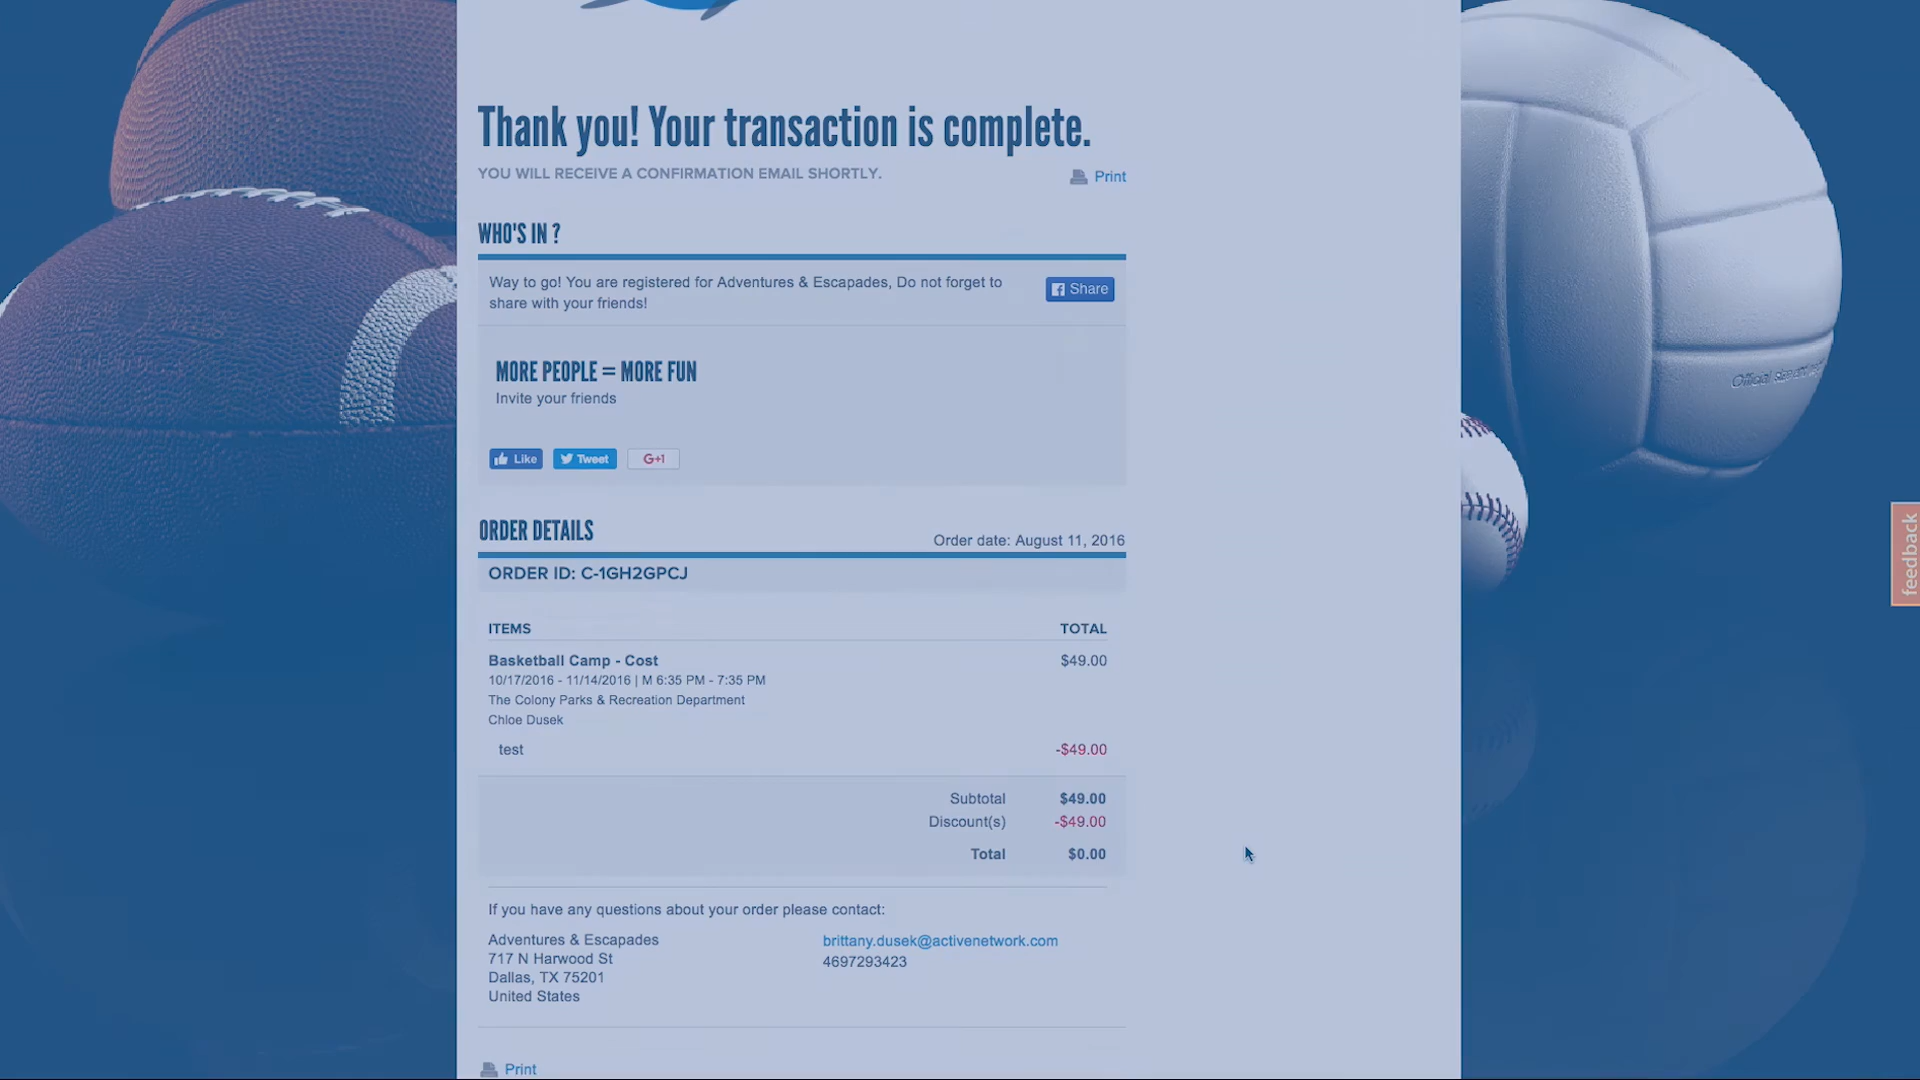 Thank you! Your transaction is complete.
YOU WILL RECEIVE A CONFIRMATION EMAIL SHORTLY.
Print
WHO'S IN ?
Way to go! You are registered for Adventures & Escapades, Do not forget to
share with your friends!
Share
MORE PEOPLE = MORE FUN
Invite your friends
Like
Tweet
G+1
ORDER DETAILS
Order date: August 11, 2016
ORDER ID: C-1GH2GPCJ
ITEMS TOTAL
Basketball Camp - Cost $49.00
10/17/2016 - 11/14/2016 | M 6:35 PM - 7:35 PM
The Colony Parks & Recreation Department
Chloe Dusek
test -$49.00
Subtotal $49.00
Discount(s) -$49.00
Total $0.00
If you have any questions about your order please contact:
Adventures & Escapades
717 N Harwood St
Dallas, TX 75201
United States
brittany.dusek@activenetwork.com
4697293423
Print
feedback
Official size and